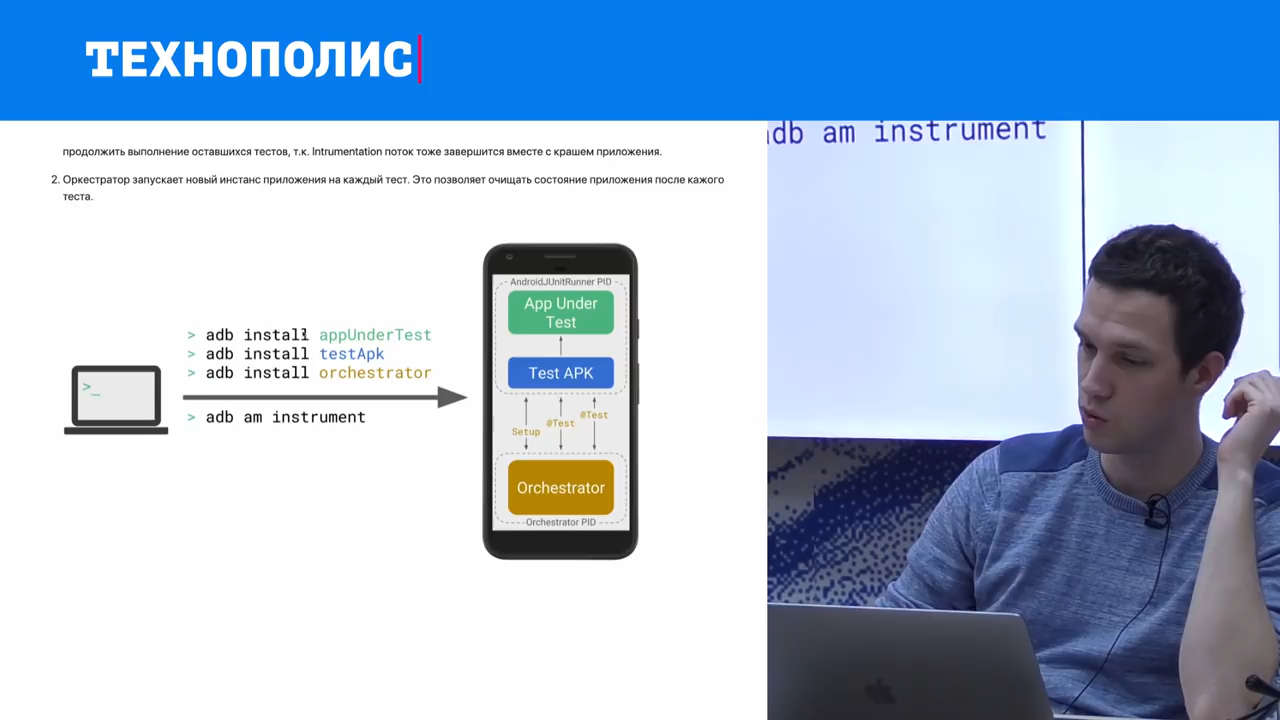 ТЕХНОПОЛИС
продолжить выполнение оставшихся тестов, т.к. Intrumentation поток тоже завершится вместе с крашем приложения.
2. Оркестратор запускает новый инстанс приложения на каждый тест. Это позволяет очищать состояние приложения после кажого
теста.
> adb install appUnderTest
> adb install testApk
> adb install orchestrator
> adb am instrument
>_
AndroidJUnitRunner PID
App Under
Test
Test APK
Setup
@Test
@Test
Orchestrator
Orchestrator PID
adb am instrument